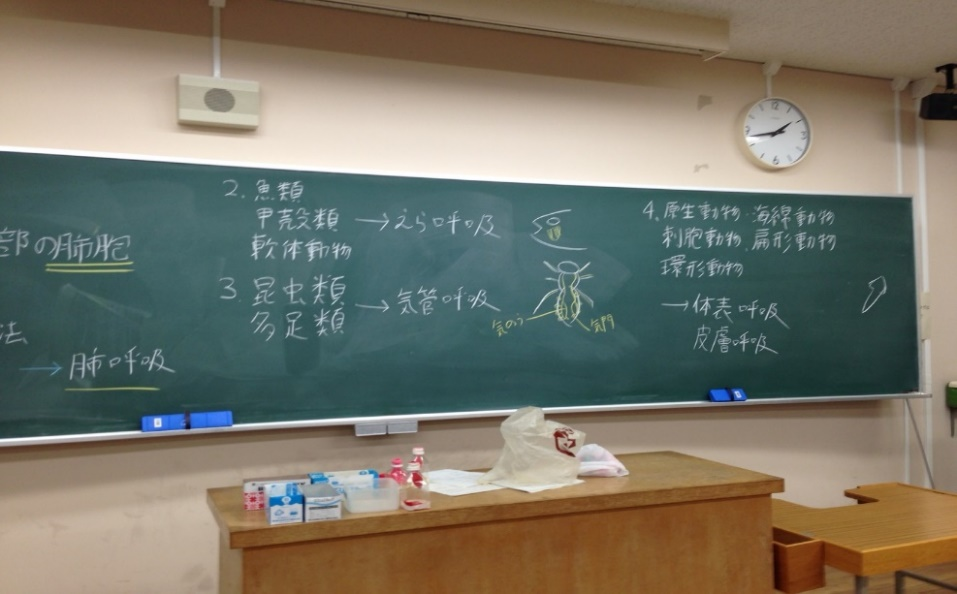 部の肺胞
法
→肺呼吸
2. 魚類
甲殻類 →えら呼吸
軟体動物
3. 昆虫類 →気管呼吸
多足類
気のう
気門
4. 原生動物・海綿動物
刺胞動物、扁形動物
環形動物
→体表呼吸
皮膚呼吸